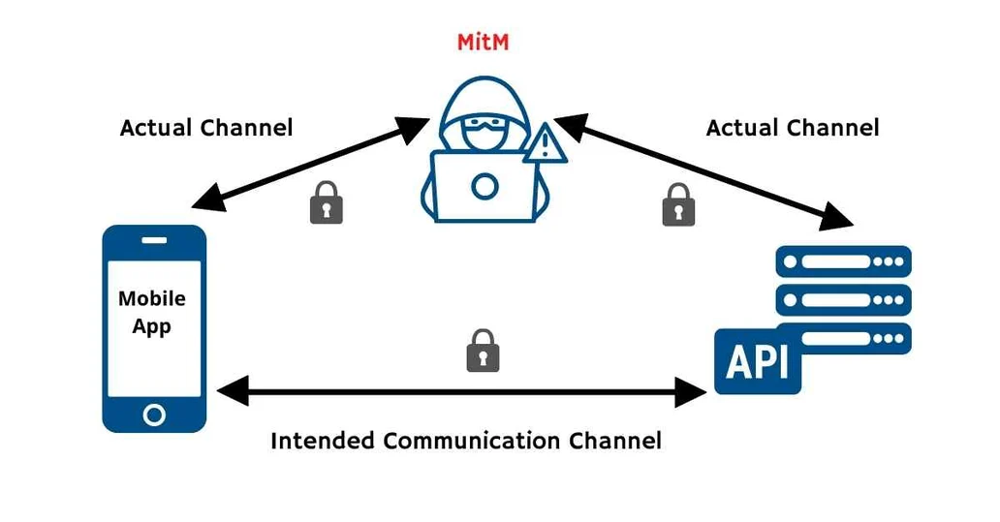 MitM
Actual Channel
Actual Channel
Mobile
App
API
Intended Communication Channel